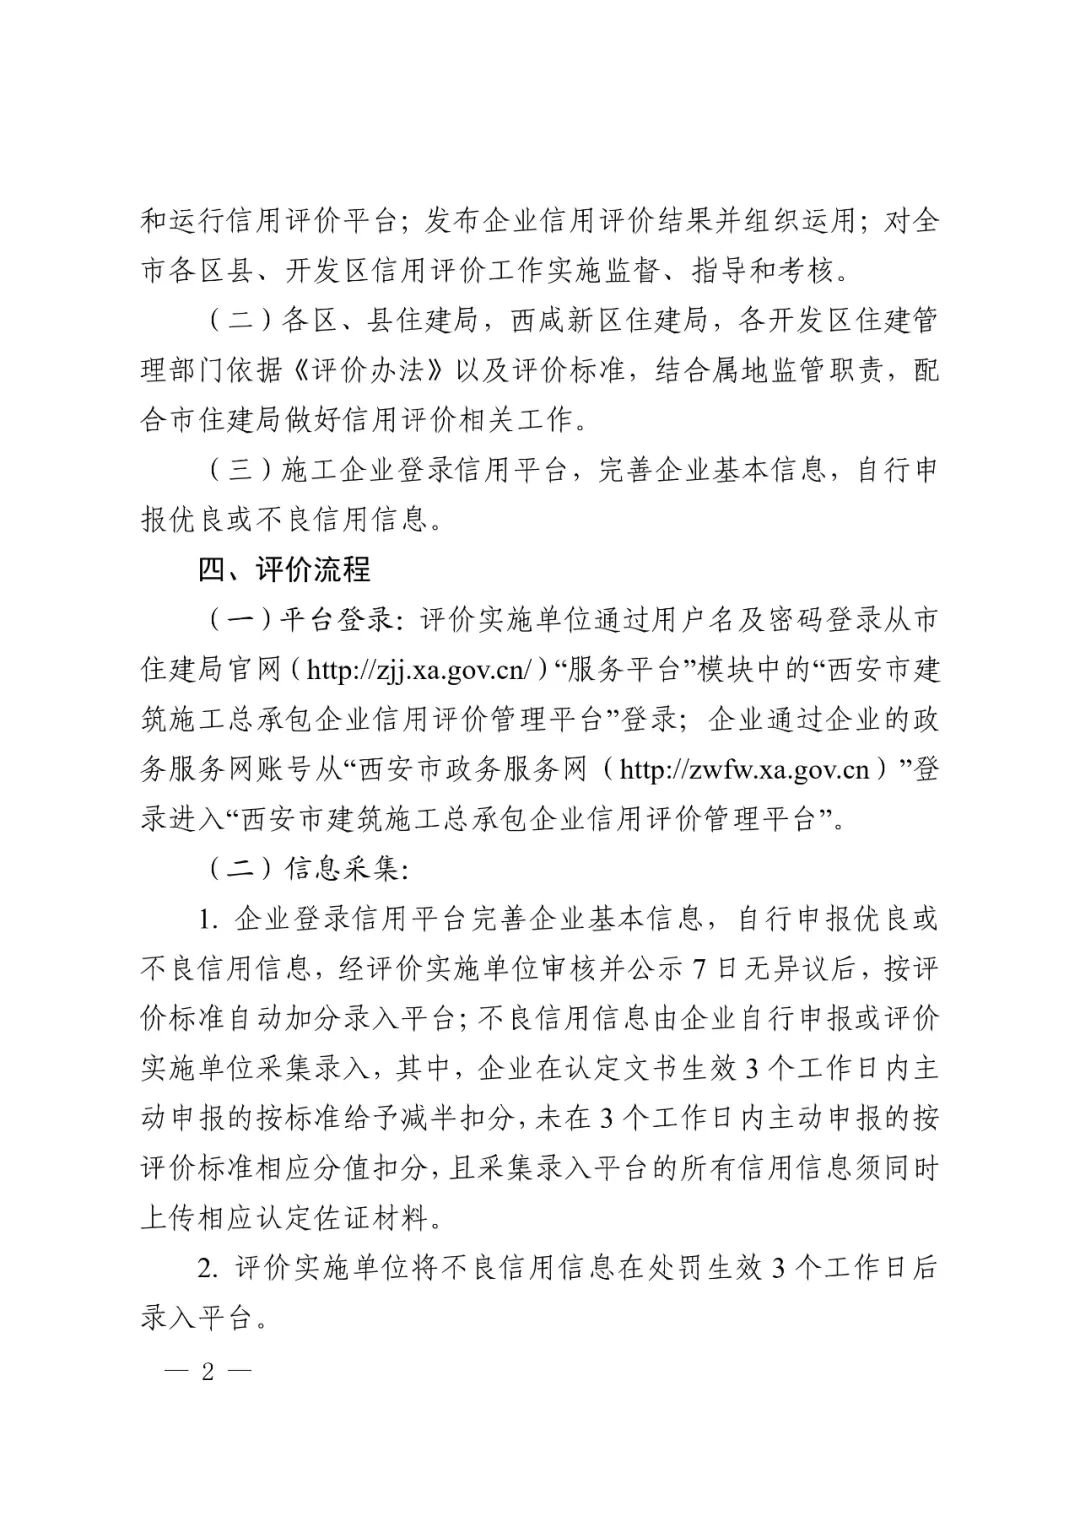 和运行信用评价平台；发布企业信用评价结果并组织运用；对全
市各区县、开发区信用评价工作实施监督、指导和考核。
（二）各区、县住建局，西咸新区住建局，各开发区住建管
理部门依据《评价办法》以及评价标准，结合属地监管职责，配
合市住建局做好信用评价相关工作。
（三）施工企业登录信用平台，完善企业基本信息，自行申
报优良或不良信用信息。
四、评价流程
（一）平台登录：评价实施单位通过用户名及密码登录从市
住建局官网（http://zjj.xa.gov.cn/）“服务平台”模块中的“西安市建
筑施工总承包企业信用评价管理平台”登录；企业通过企业的政
务服务网账号从“西安市政务服务网（http://zwfw.xa.gov.cn）”登
录进入“西安市建筑施工总承包企业信用评价管理平台”。
（二）信息采集：
1. 企业登录信用平台完善企业基本信息，自行申报优良或
不良信用信息，经评价实施单位审核并公示 7 日无异议后，按评
价标准自动加分录入平台；不良信用信息由企业自行申报或评价
实施单位采集录入，其中，企业在认定文书生效 3 个工作日内主
动申报的按标准给予减半扣分，未在 3 个工作日内主动申报的按
评价标准相应分值扣分，且采集录入平台的所有信用信息须同时
上传相应认定佐证材料。
2. 评价实施单位将不良信用信息在处罚生效 3 个工作日后
录入平台。
— 2 —